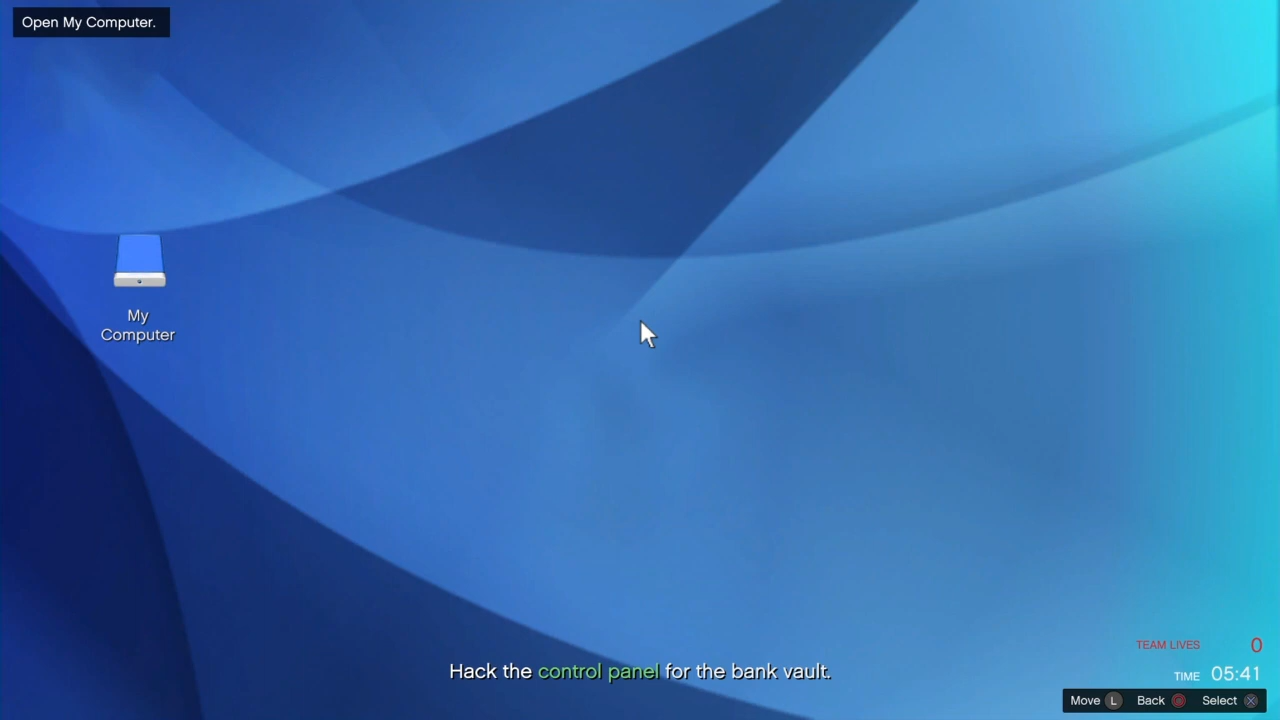 Open My Computer.
My
Computer
Hack the control panel for the bank vault.
TEAM LIVES 0
TIME 05:41
Move L Back Select